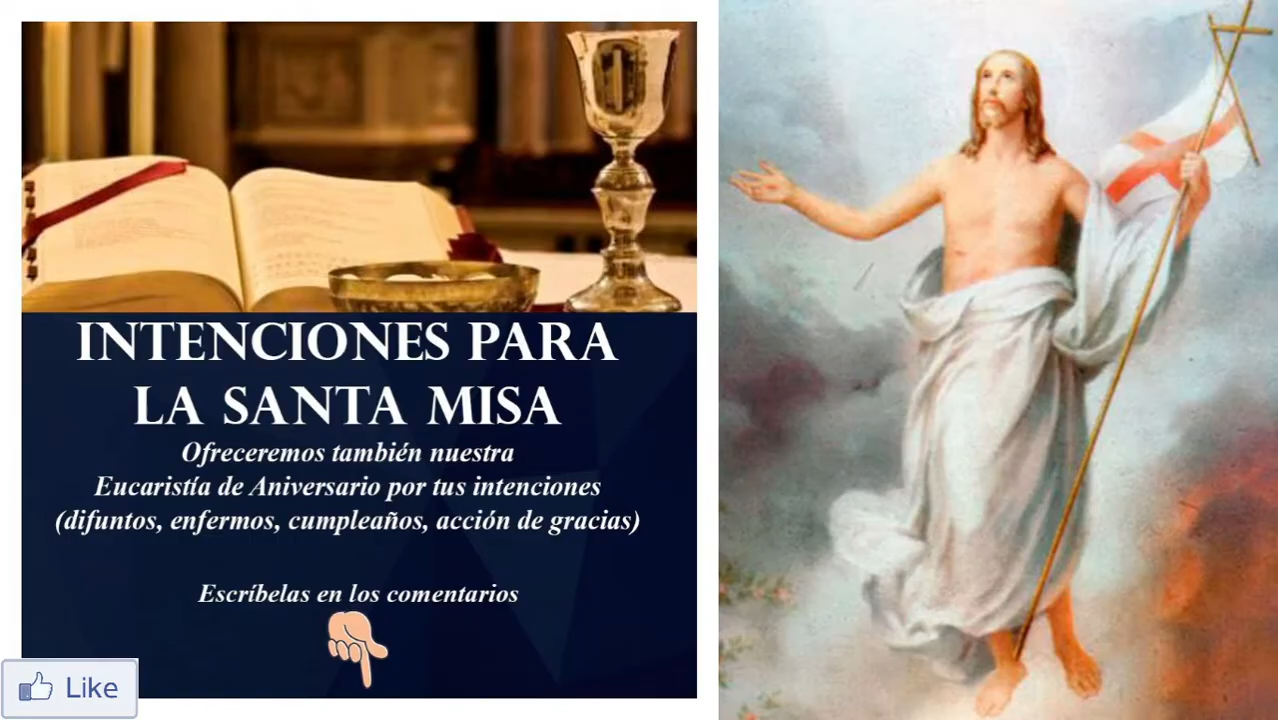 INTENCIONES PARA
LA SANTA MISA
Ofreceremos también nuestra
Eucaristía de Aniversario por tus intenciones
(difuntos, enfermos, cumpleaños, acción de gracias)
Escríbelas en los comentarios
Like